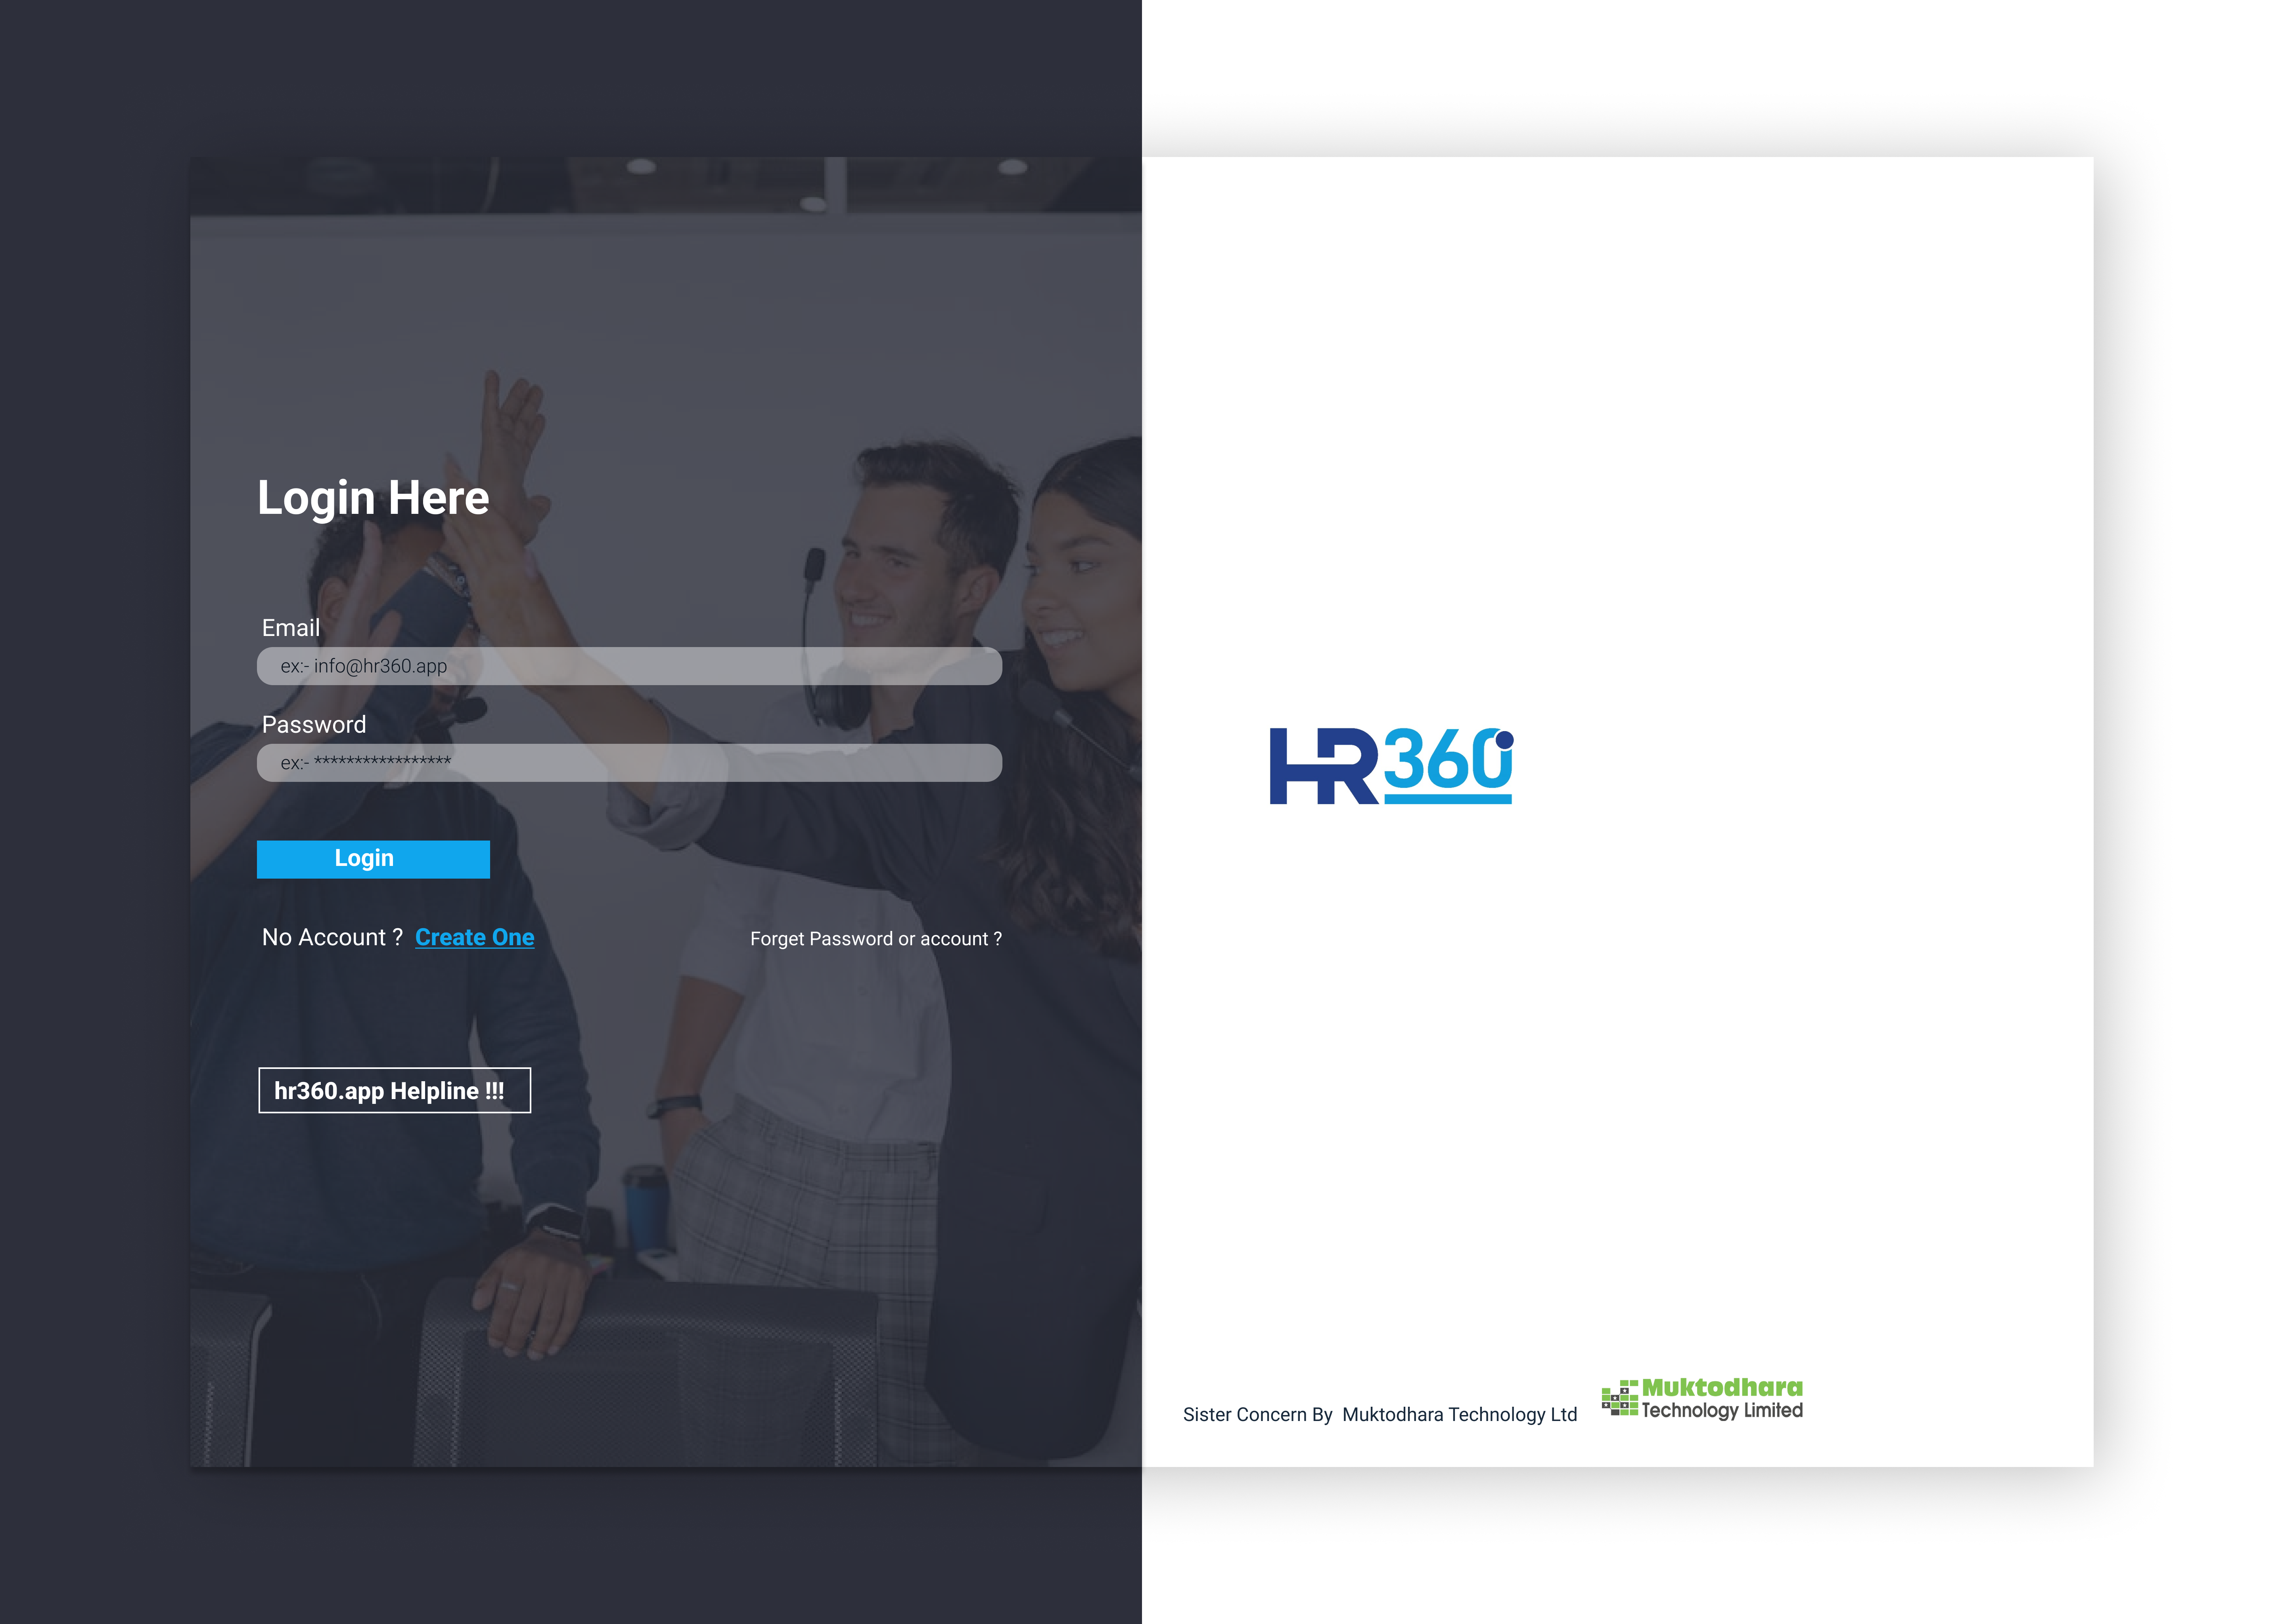 Login Here
Email
ex:- info@hr360.app
Password
ex:- *****************
Login
No Account ? Create One
Forget Password or account ?
hr360.app Helpline !!!
HR360
Sister Concern By Muktodhara Technology Ltd
Muktodhara
Technology Limited